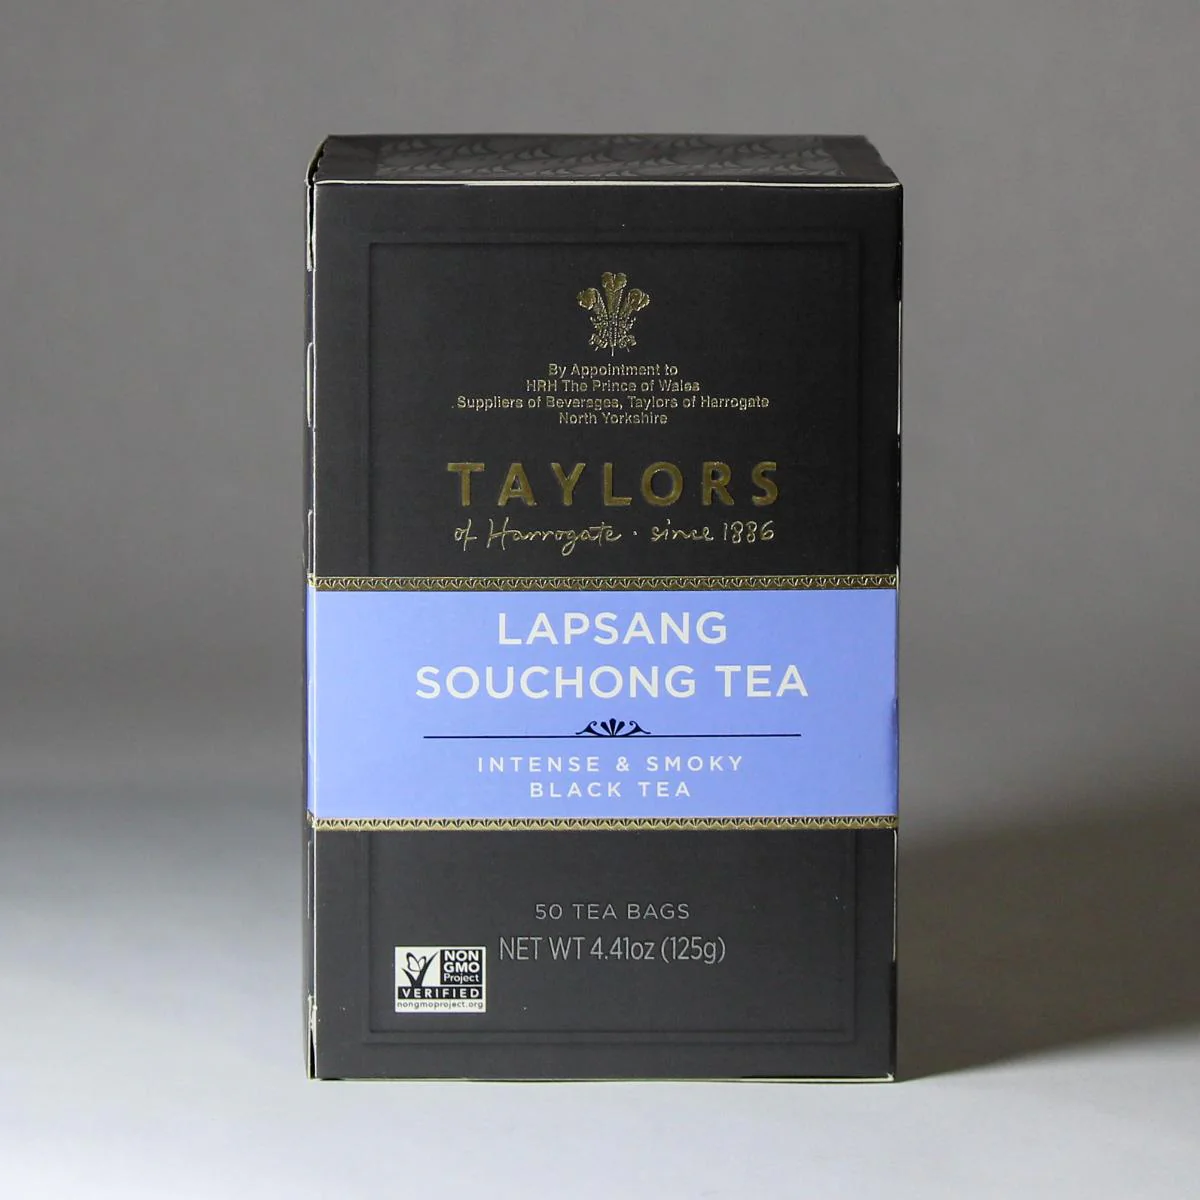 By Appointment to
HRH The Prince of Wales
Suppliers of Beverages, Taylors of Harrogate
North Yorkshire
TAYLORS
of Harrogate · since 1886
LAPSANG
SOUCHONG TEA
INTENSE & SMOKY
BLACK TEA
50 TEA BAGS
NET WT 4.41oz (125g)
NON
GMO
Project
VERIFIED
nongmoproject.org